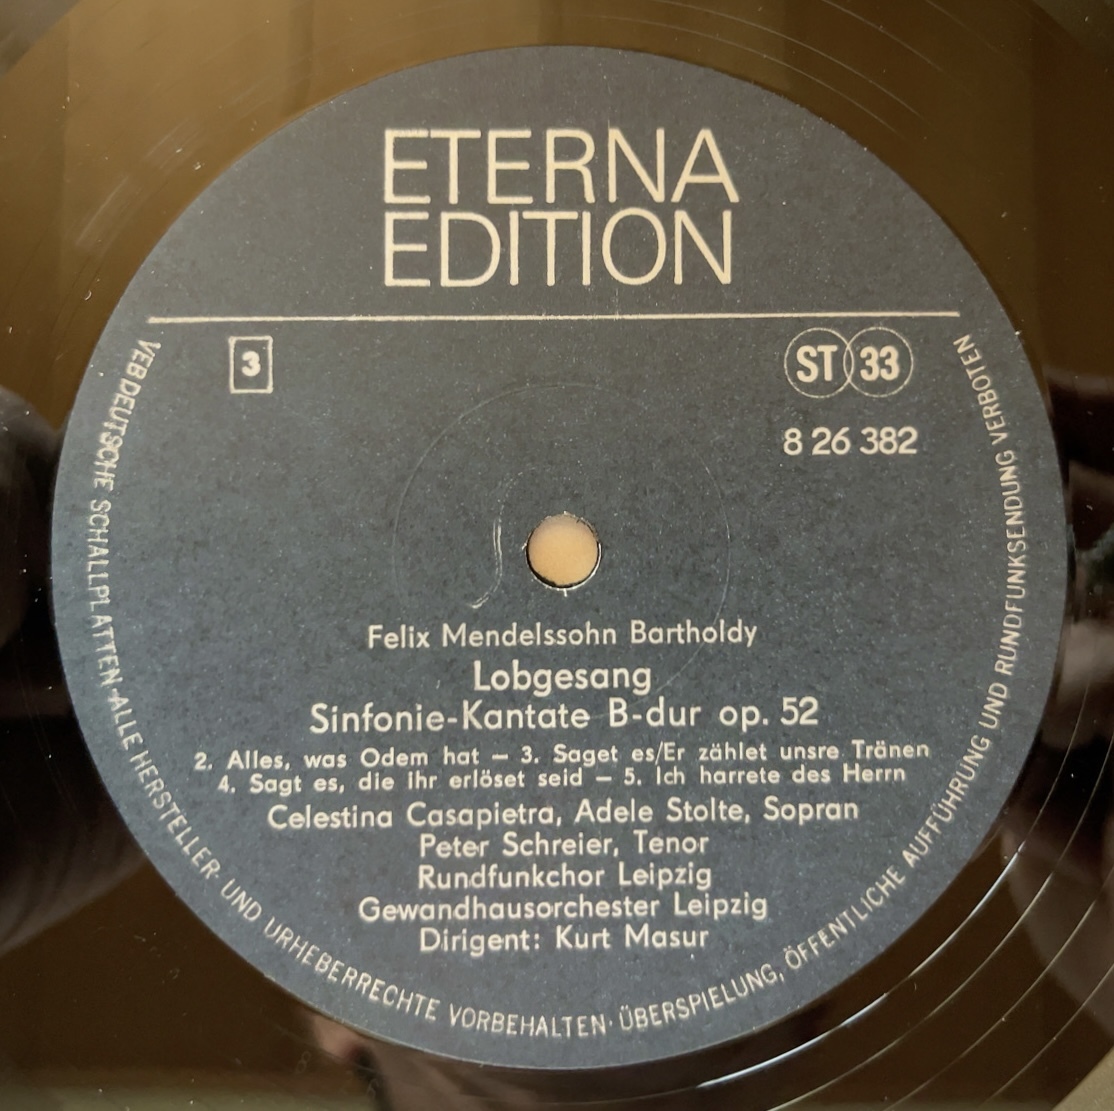 ETERNA
EDITION
3
ST 33
8 26 382
Felix Mendelssohn Bartholdy
Lobgesang
Sinfonie-Kantate B-dur op. 52
2. Alles, was Odem hat – 3. Saget es/Er zählet unsre Tränen
4. Sagt es, die ihr erlöset seid – 5. Ich harrete des Herrn
Celestina Casapietra, Adele Stolte, Sopran
Peter Schreier, Tenor
Rundfunkchor Leipzig
Gewandhausorchester Leipzig
Dirigent: Kurt Masur
VEB DEUTSCHE SCHALLPLATTEN · ALLE HERSTELLER- UND URHEBERRECHTE VORBEHALTEN · ÜBERSPIELUNG, ÖFFENTLICHE AUFFÜHRUNG UND RUNDFUNKSENDUNG VERBOTEN